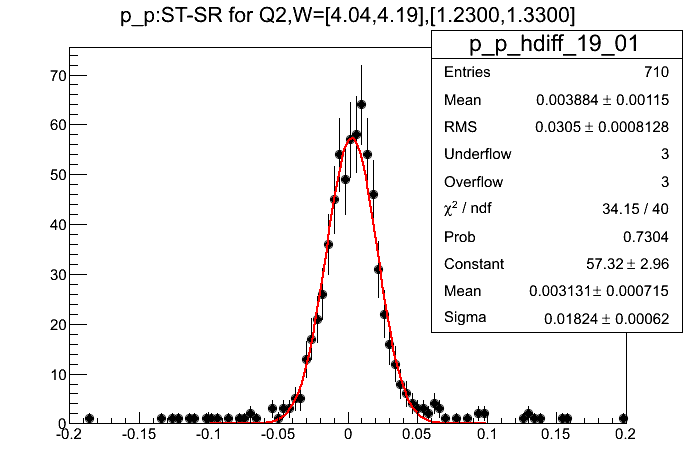 p_p:ST-SR for Q2,W=[4.04,4.19],[1.2300,1.3300]
p_p_hdiff_19_01
Entries 710
Mean 0.003884 ± 0.00115
RMS 0.0305 ± 0.0008128
Underflow 3
Overflow 3
χ² / ndf 34.15 / 40
Prob 0.7304
Constant 57.32 ± 2.96
Mean 0.003131 ± 0.000715
Sigma 0.01824 ± 0.00062
70
60
50
40
30
20
10
0
-0.2 -0.15 -0.1 -0.05 0 0.05 0.1 0.15 0.2